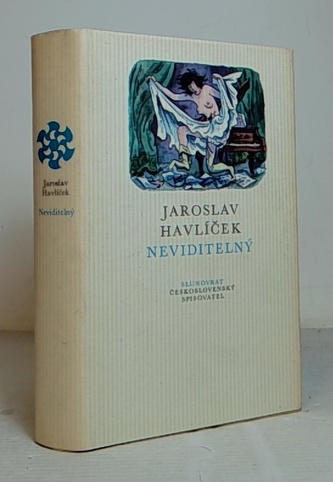 Jaroslav
Havlíček
Neviditelný
JAROSLAV
HAVLÍČEK
NEVIDITELNÝ
SLUNOVRAT
ČESKOSLOVENSKÝ
SPISOVATEL